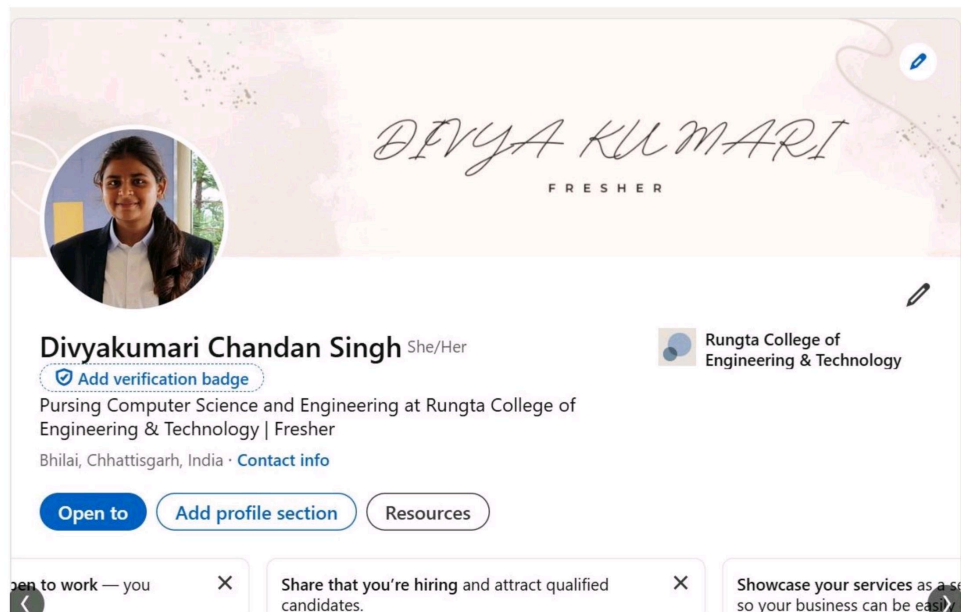 DIVYA KUMARI
FRESHER
Divyakumari Chandan Singh She/Her
Add verification badge
Pursing Computer Science and Engineering at Rungta College of
Engineering & Technology | Fresher
Bhilai, Chhattisgarh, India · Contact info
Rungta College of
Engineering & Technology
Open to
Add profile section
Resources
to work — you
Share that you're hiring and attract qualified
candidates.
Showcase your services as a
so your business can be